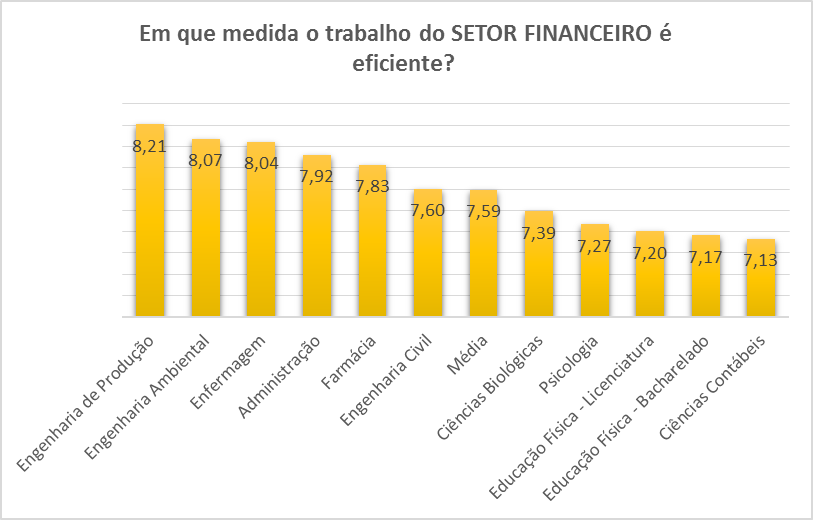 Em que medida o trabalho do SETOR FINANCEIRO é
eficiente?
8,21
8,07
8,04
7,92
7,83
7,60
7,59
7,39
7,27
7,20
7,17
7,13
Engenharia de Produção
Engenharia Ambiental
Enfermagem
Administração
Farmácia
Engenharia Civil
Média
Ciências Biológicas
Psicologia
Educação Física - Licenciatura
Educação Física - Bacharelado
Ciências Contábeis